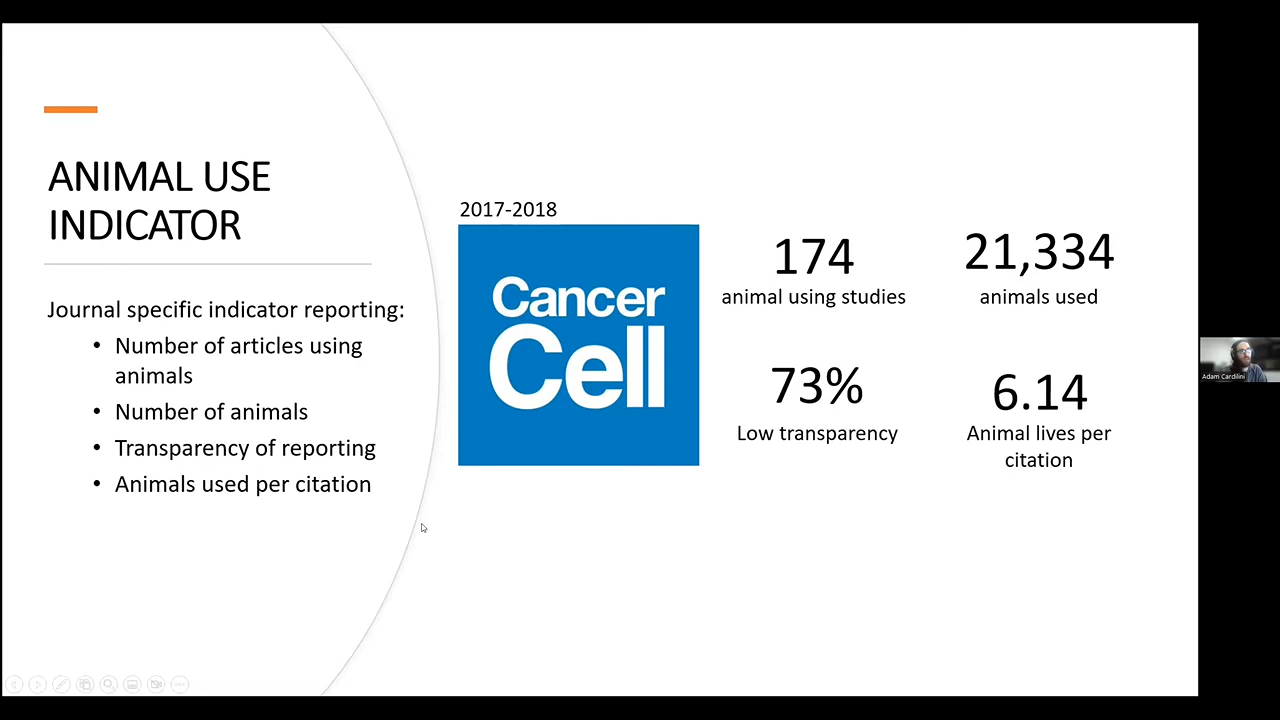 ANIMAL USE
INDICATOR
Journal specific indicator reporting:
• Number of articles using
animals
• Number of animals
• Transparency of reporting
• Animals used per citation
2017-2018
Cancer
Cell
174
animal using studies
21,334
animals used
73%
Low transparency
6.14
Animal lives per
citation
Adam Cardilini